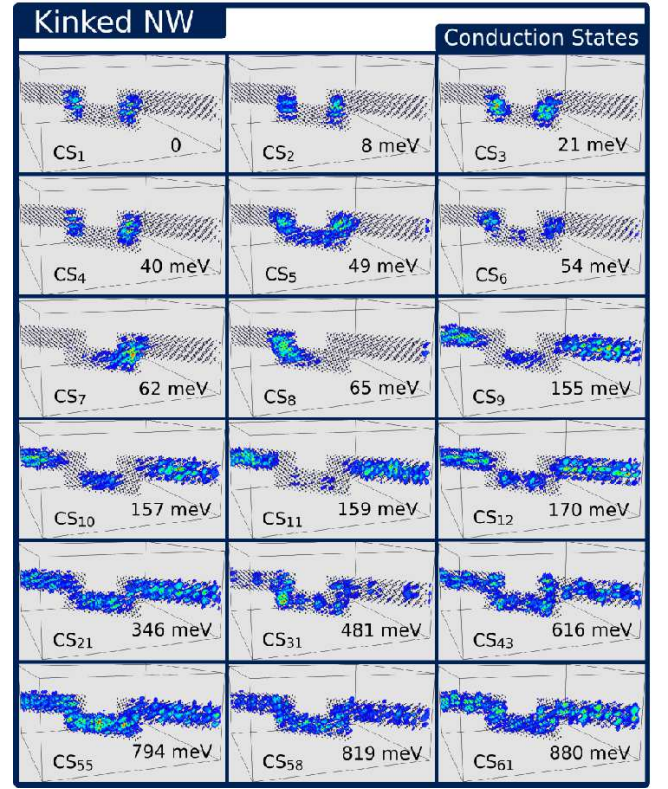 Kinked NW
Conduction States
CS1 0
CS2 8 meV
CS3 21 meV
CS4 40 meV
CS5 49 meV
CS6 54 meV
CS7 62 meV
CS8 65 meV
CS9 155 meV
CS10 157 meV
CS11 159 meV
CS12 170 meV
CS21 346 meV
CS31 481 meV
CS43 616 meV
CS55 794 meV
CS58 819 meV
CS61 880 meV